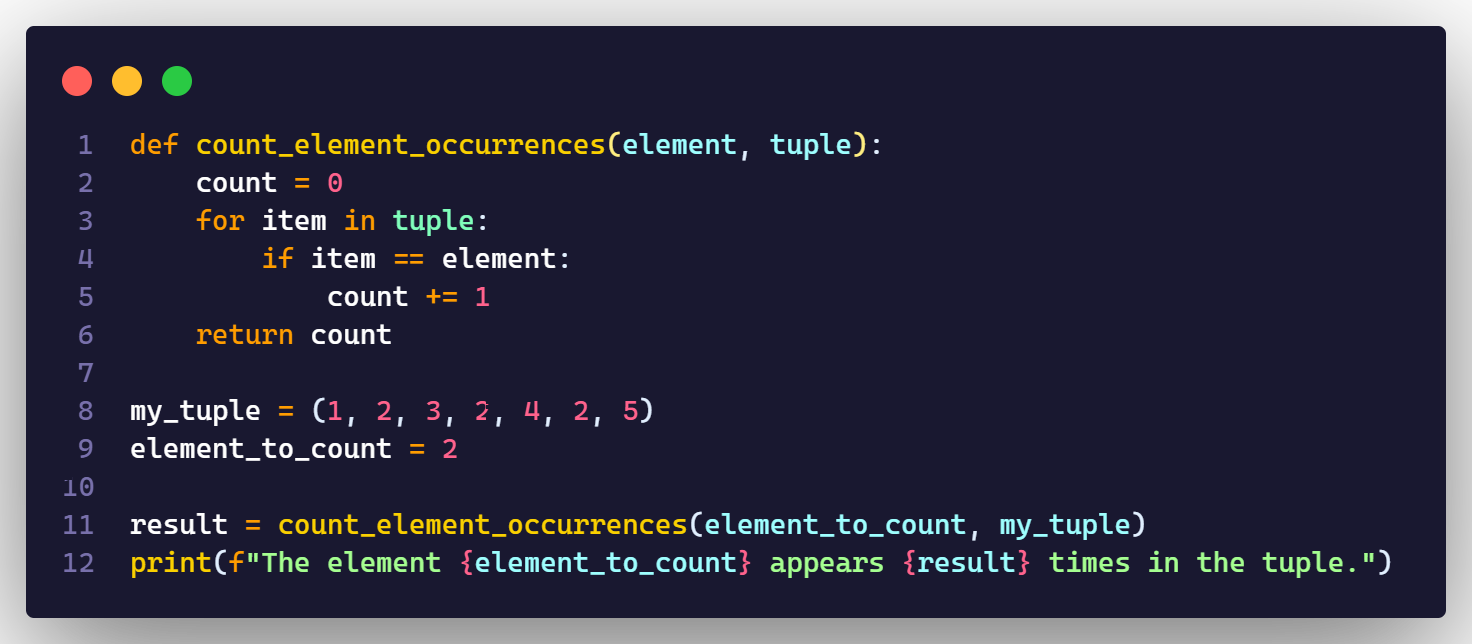 1 def count_element_occurrences(element, tuple):
2     count = 0
3     for item in tuple:
4         if item == element:
5             count += 1
6     return count
7
8 my_tuple = (1, 2, 3, 2, 4, 2, 5)
9 element_to_count = 2
10
11 result = count_element_occurrences(element_to_count, my_tuple)
12 print(f"The element {element_to_count} appears {result} times in the tuple.")